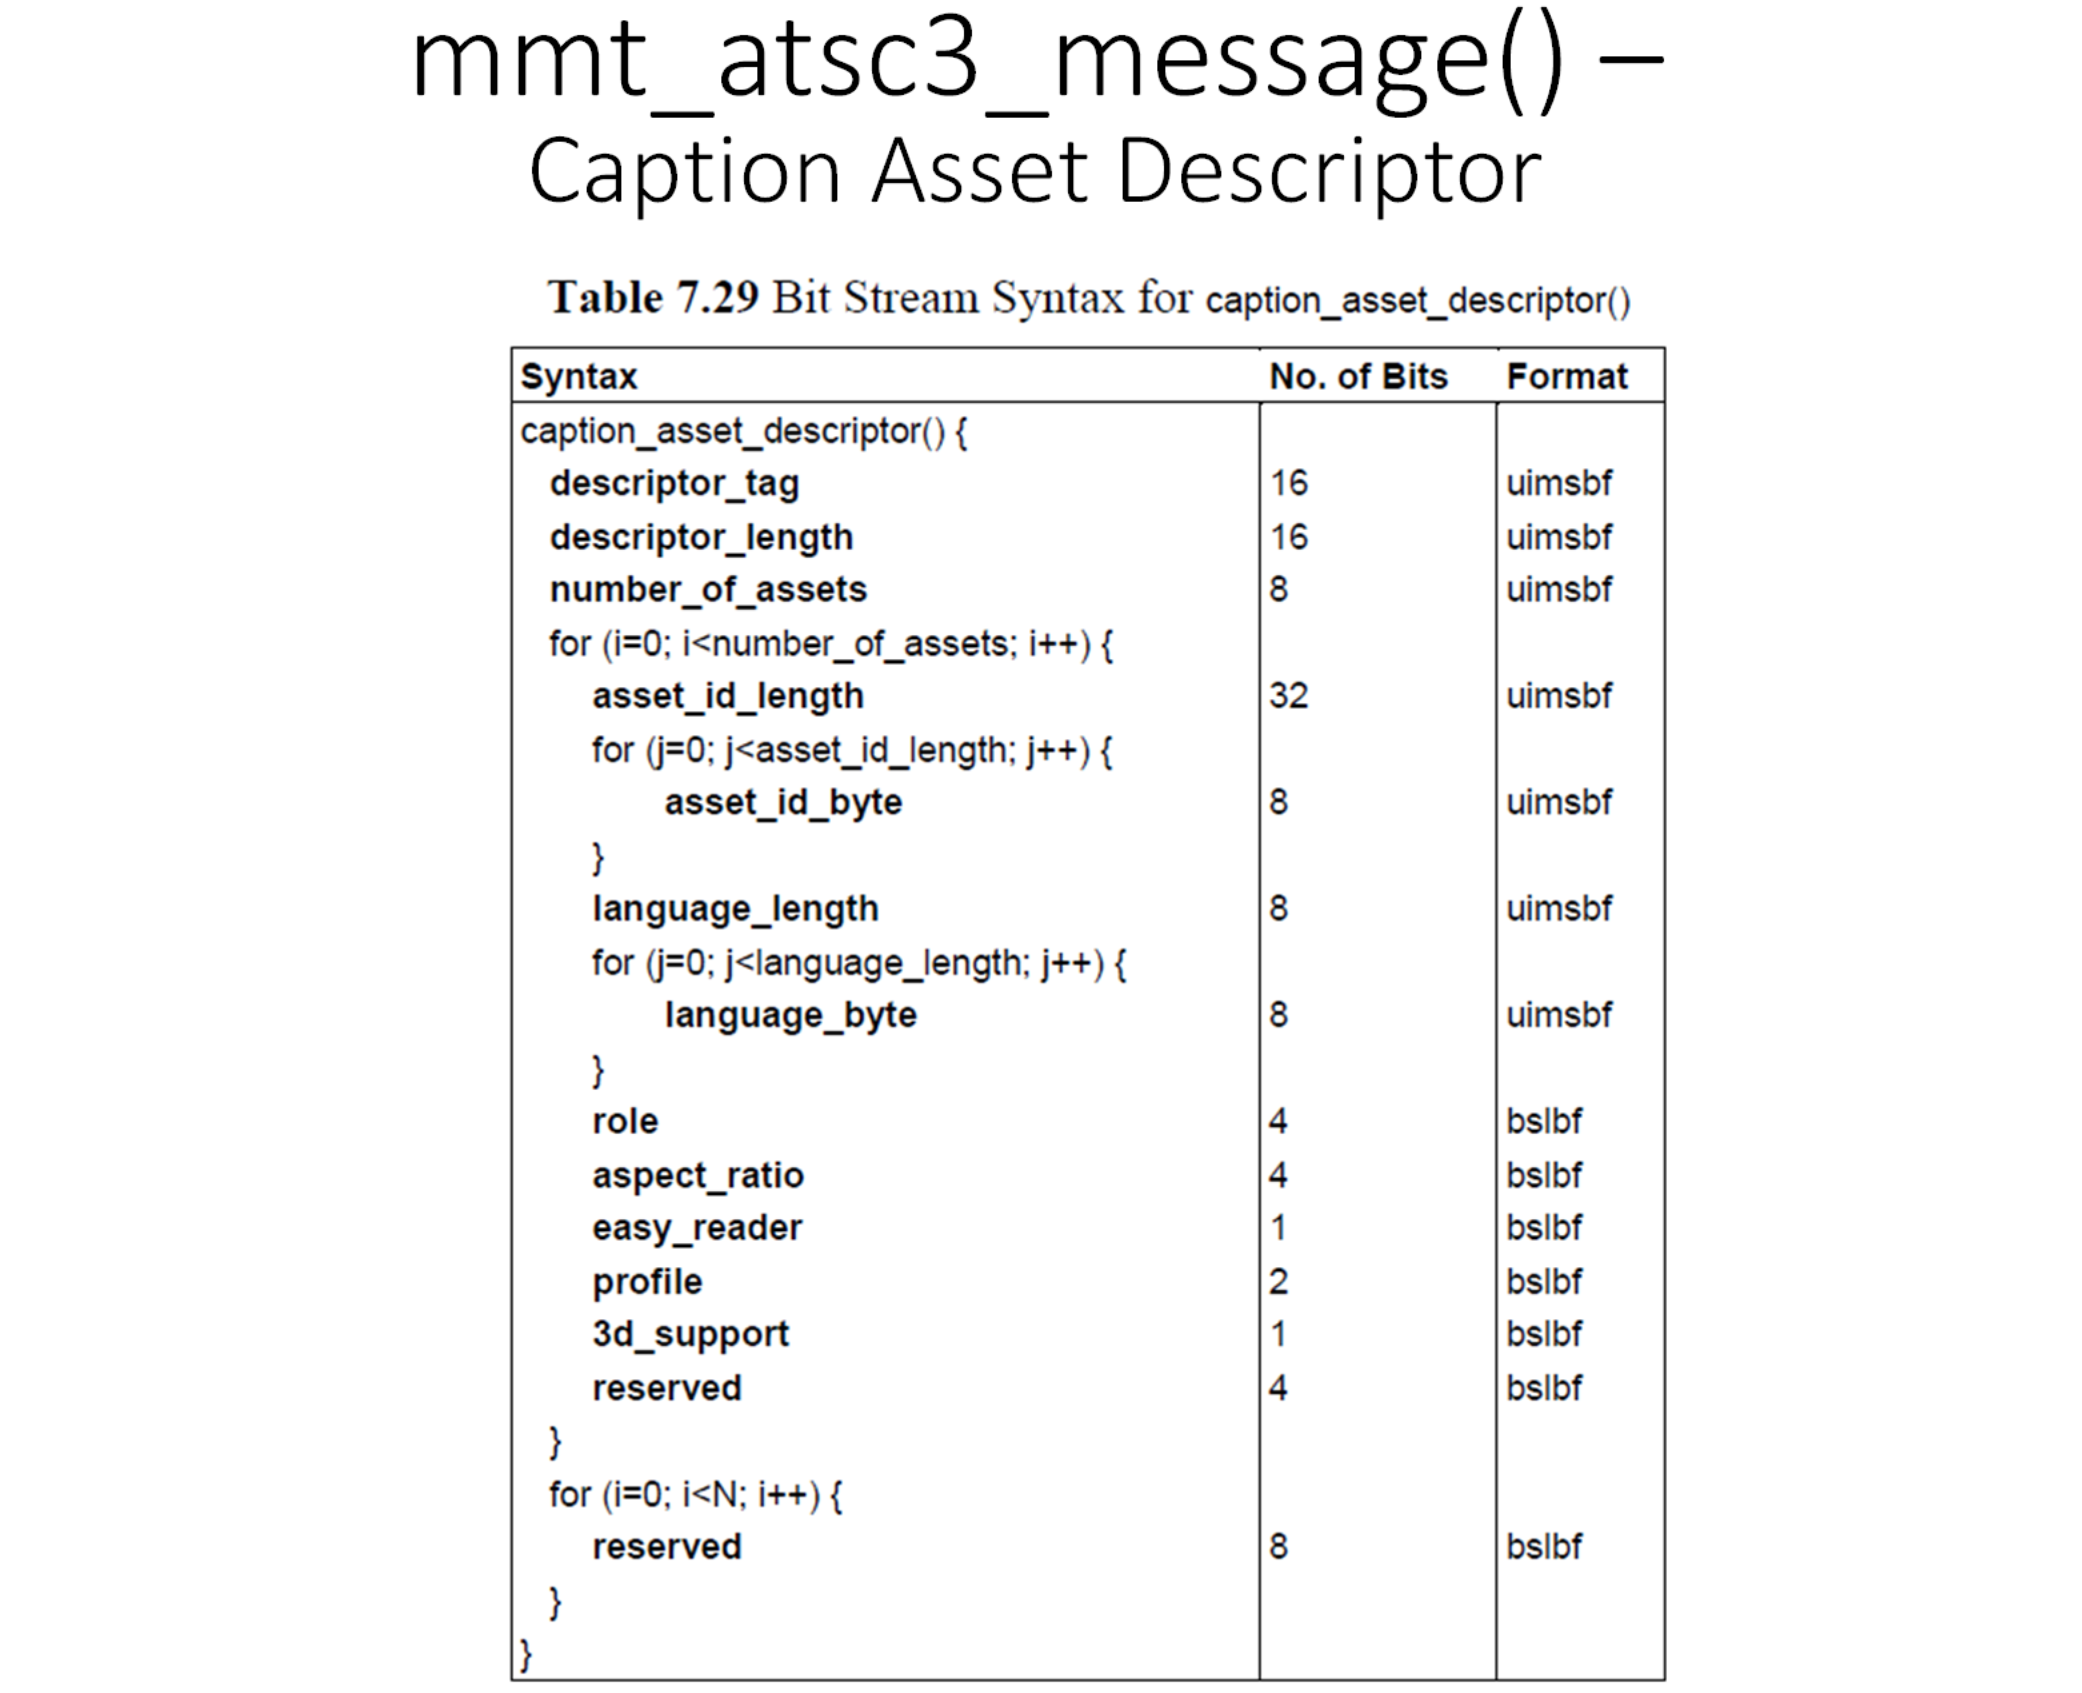 mmt_atsc3_message() –
Caption Asset Descriptor
Table 7.29 Bit Stream Syntax for caption_asset_descriptor()
Syntax No. of Bits Format
caption_asset_descriptor() {
descriptor_tag 16 uimsbf
descriptor_length 16 uimsbf
number_of_assets 8 uimsbf
for (i=0; i<number_of_assets; i++) {
asset_id_length 32 uimsbf
for (j=0; j<asset_id_length; j++) {
asset_id_byte 8 uimsbf
}
language_length 8 uimsbf
for (j=0; j<language_length; j++) {
language_byte 8 uimsbf
}
role 4 bslbf
aspect_ratio 4 bslbf
easy_reader 1 bslbf
profile 2 bslbf
3d_support 1 bslbf
reserved 4 bslbf
}
for (i=0; i<N; i++) {
reserved 8 bslbf
}
}